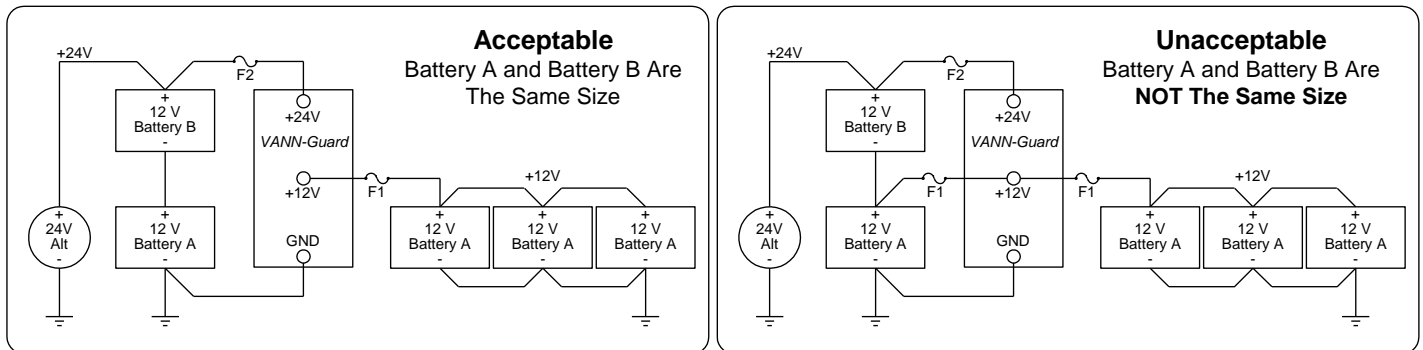 Acceptable
Battery A and Battery B Are
The Same Size
+24V
F2
+
12 V
Battery B
-
+24V
VANN-Guard
+12V
F1
+12V
+
24V
Alt
-
+
12 V
Battery A
-
GND
+
12 V
Battery A
-
+
12 V
Battery A
-
+
12 V
Battery A
-
Unacceptable
Battery A and Battery B Are
NOT The Same Size
+24V
F2
+
12 V
Battery B
-
+24V
VANN-Guard
F1
+12V
F1
+12V
+
24V
Alt
-
+
12 V
Battery A
-
GND
+
12 V
Battery A
-
+
12 V
Battery A
-
+
12 V
Battery A
-